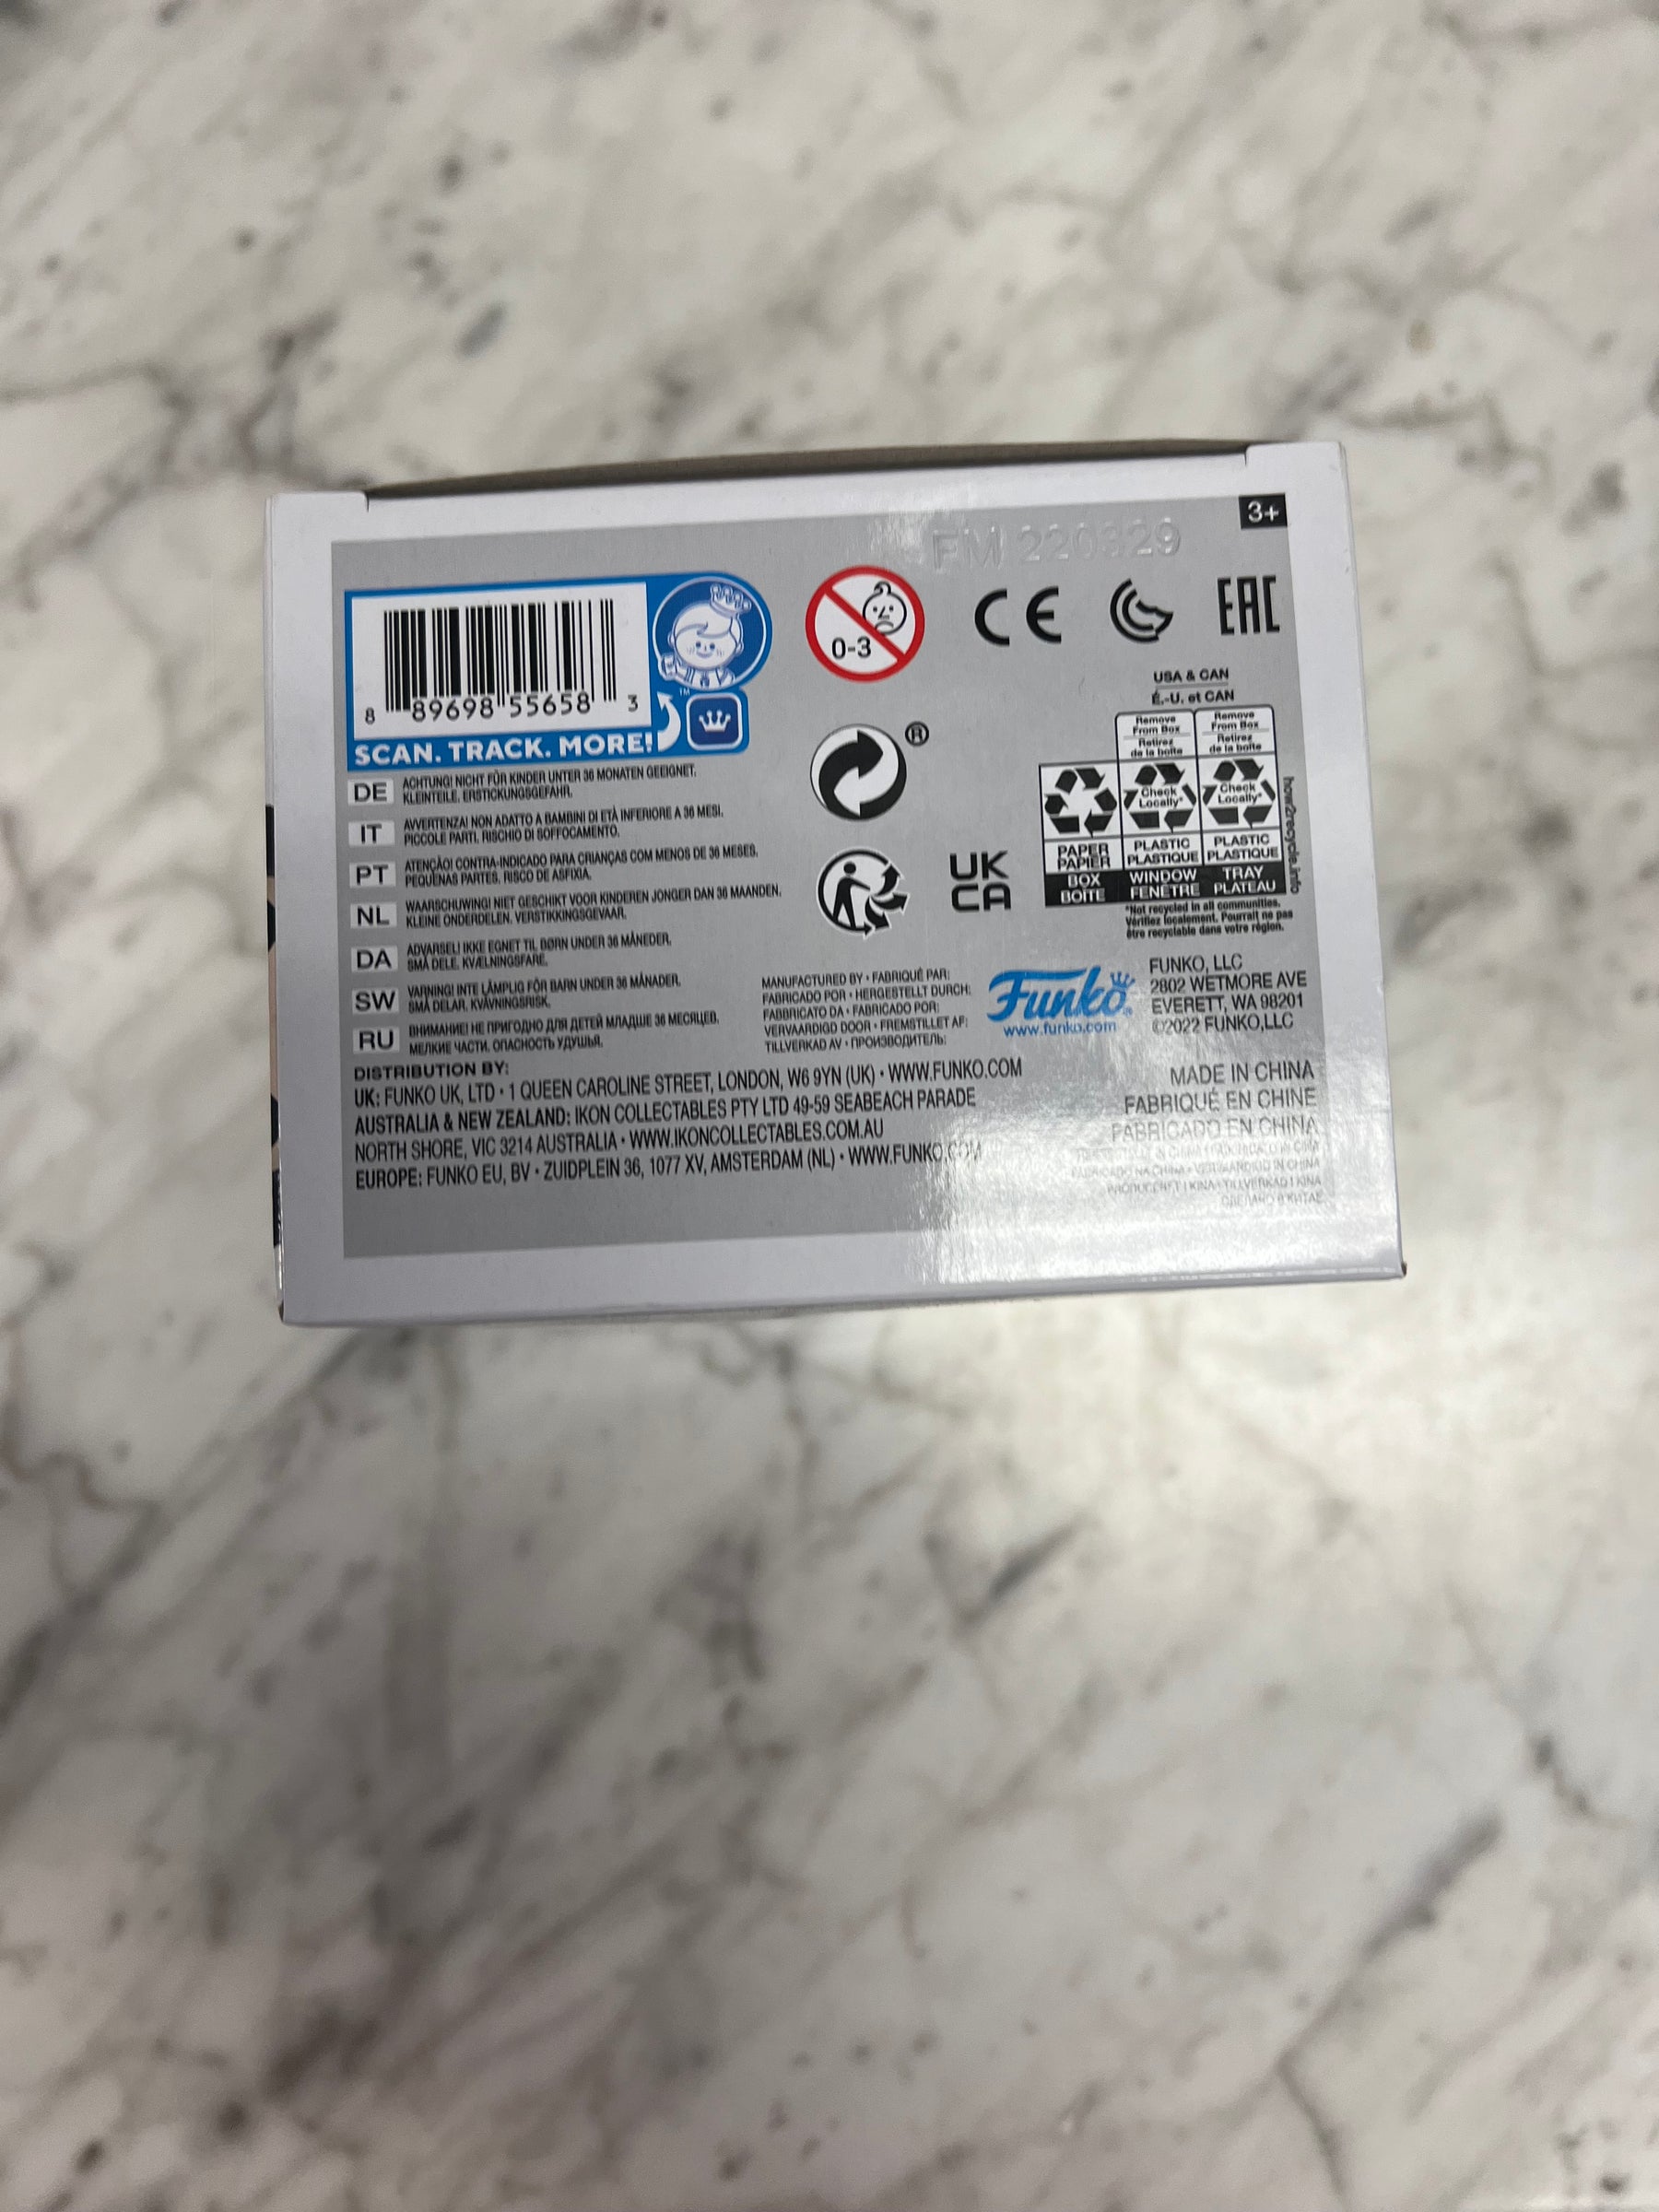 FM 220329
3+
8 89698 55658 3
SCAN. TRACK. MORE!
™
0-3
CE
EAC
®
UK
CA
USA & CAN
É.-U. et CAN
Remove
From Box
Retirez
de la boîte
Remove
From Box
Retirez
de la boîte
Check
Locally*
Check
Locally*
PAPER
PAPIER
PLASTIC
PLASTIQUE
PLASTIC
PLASTIQUE
BOX
BOÎTE
WINDOW
FENÊTRE
TRAY
PLATEAU
how2recycle.info
*Not recycled in all communities.
Vérifiez localement. Pourrait ne pas
être recyclable dans votre région.
DE ACHTUNG! NICHT FÜR KINDER UNTER 36 MONATEN GEEIGNET.
KLEINTEILE. ERSTICKUNGSGEFAHR.
IT AVVERTENZA! NON ADATTO A BAMBINI DI ETÀ INFERIORE A 36 MESI.
PICCOLE PARTI. RISCHIO DI SOFFOCAMENTO.
PT ATENÇÃO! CONTRA-INDICADO PARA CRIANÇAS COM MENOS DE 36 MESES.
PEQUENAS PARTES. RISCO DE ASFIXIA.
NL WAARSCHUWING! NIET GESCHIKT VOOR KINDEREN JONGER DAN 36 MAANDEN.
KLEINE ONDERDELEN. VERSTIKKINGSGEVAAR.
DA ADVARSEL! IKKE EGNET TIL BØRN UNDER 36 MÅNEDER.
SMÅ DELE. KVÆLNINGSFARE.
SW VARNING! INTE LÄMPLIG FÖR BARN UNDER 36 MÅNADER.
SMÅ DELAR. KVÄVNINGSRISK.
RU ВНИМАНИЕ! НЕ ПРИГОДНО ДЛЯ ДЕТЕЙ МЛАДШЕ 36 МЕСЯЦЕВ.
МЕЛКИЕ ЧАСТИ. ОПАСНОСТЬ УДУШЬЯ.
MANUFACTURED BY • FABRIQUÉ PAR:
FABRICADO POR • HERGESTELLT DURCH:
FABBRICATO DA • FABRICADO POR:
VERVAARDIGD DOOR • FREMSTILLET AF:
TILLVERKAD AV • ПРОИЗВОДИТЕЛЬ:
Funko®
www.funko.com
FUNKO, LLC
2802 WETMORE AVE
EVERETT, WA 98201
©2022 FUNKO,LLC
DISTRIBUTION BY:
UK: FUNKO UK, LTD • 1 QUEEN CAROLINE STREET, LONDON, W6 9YN (UK) • WWW.FUNKO.COM
AUSTRALIA & NEW ZEALAND: IKON COLLECTABLES PTY LTD 49-59 SEABEACH PARADE
NORTH SHORE, VIC 3214 AUSTRALIA • WWW.IKONCOLLECTABLES.COM.AU
EUROPE: FUNKO EU, BV • ZUIDPLEIN 36, 1077 XV, AMSTERDAM (NL) • WWW.FUNKO.COM
MADE IN CHINA
FABRIQUÉ EN CHINE
FABRICADO EN CHINA
FABRICADO NA CHINA • VERVAARDIGD IN CHINA
PRODUCERET I KINA • TILLVERKAD I KINA
СДЕЛАНО В КИТАЕ